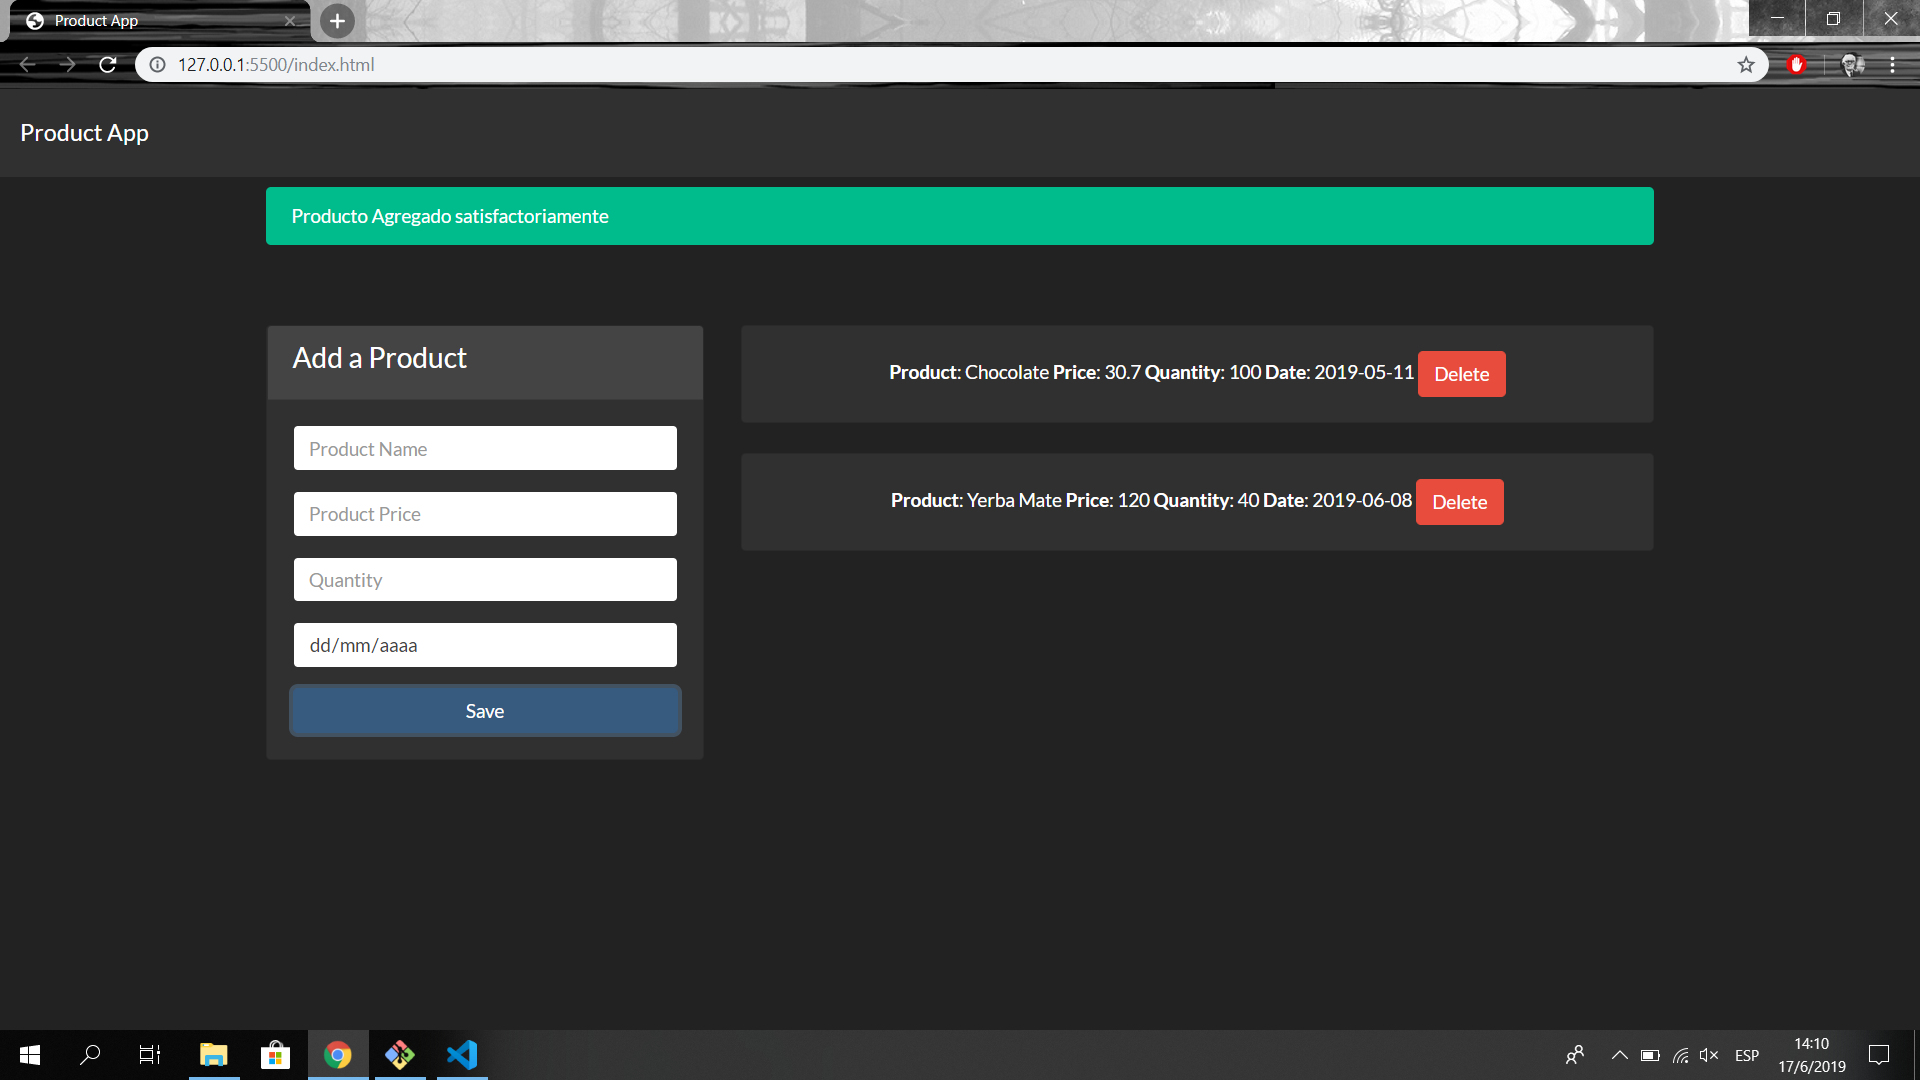 Product App
127.0.0.1:5500/index.html
Product App
Producto Agregado satisfactoriamente
Add a Product
Product Name
Product Price
Quantity
dd/mm/aaaa
Save
Product: Chocolate Price: 30.7 Quantity: 100 Date: 2019-05-11 Delete
Product: Yerba Mate Price: 120 Quantity: 40 Date: 2019-06-08 Delete
ESP
14:10
17/6/2019